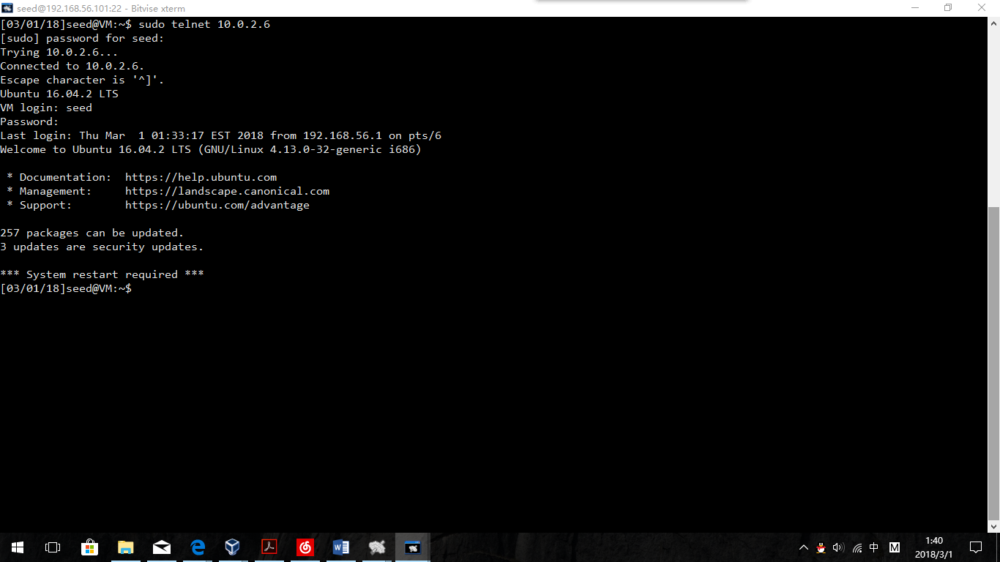 seed@192.168.56.101:22 - Bitvise xterm
[03/01/18]seed@VM:~$ sudo telnet 10.0.2.6
[sudo] password for seed:
Trying 10.0.2.6...
Connected to 10.0.2.6.
Escape character is '^]'.
Ubuntu 16.04.2 LTS
VM login: seed
Password:
Last login: Thu Mar  1 01:33:17 EST 2018 from 192.168.56.1 on pts/6
Welcome to Ubuntu 16.04.2 LTS (GNU/Linux 4.13.0-32-generic i686)
 * Documentation:  https://help.ubuntu.com
 * Management:     https://landscape.canonical.com
 * Support:        https://ubuntu.com/advantage
257 packages can be updated.
3 updates are security updates.
*** System restart required ***
[03/01/18]seed@VM:~$
中 M 1:40
2018/3/1